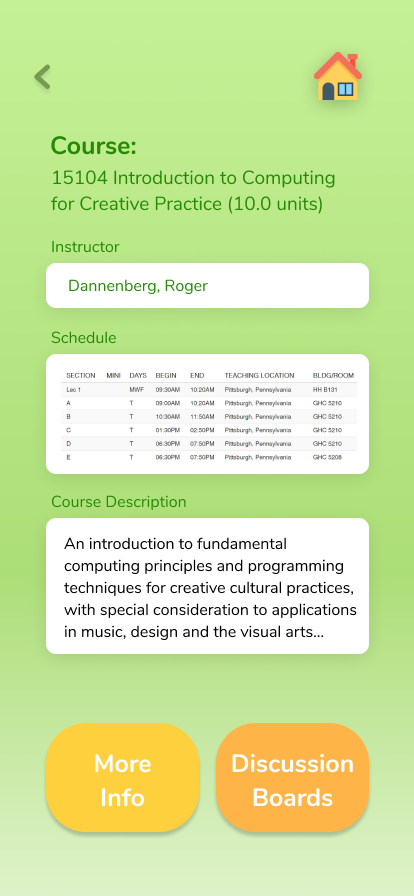 Course:
15104 Introduction to Computing
for Creative Practice (10.0 units)
Instructor
Dannenberg, Roger
Schedule
SECTION MINI DAYS BEGIN END TEACHING LOCATION BLDG/ROOM
Lec 1 MWF 09:30AM 10:20AM Pittsburgh, Pennsylvania HH B131
A T 09:00AM 10:20AM Pittsburgh, Pennsylvania GHC 5210
B T 10:30AM 11:50AM Pittsburgh, Pennsylvania GHC 5210
C T 01:30PM 02:50PM Pittsburgh, Pennsylvania GHC 5210
D T 06:30PM 07:50PM Pittsburgh, Pennsylvania GHC 5210
E T 06:30PM 07:50PM Pittsburgh, Pennsylvania GHC 5208
Course Description
An introduction to fundamental
computing principles and programming
techniques for creative cultural practices,
with special consideration to applications
in music, design and the visual arts...
More
Info
Discussion
Boards